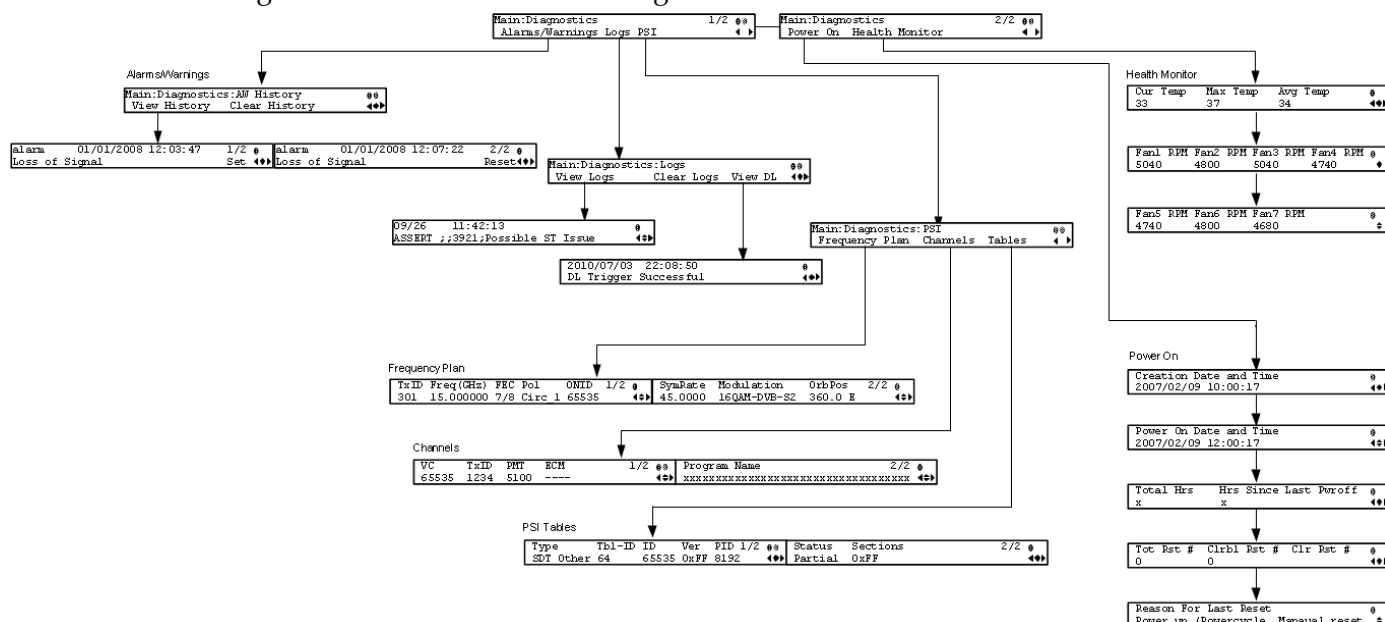 Main:Diagnostics 1/2
Alarms/Warnings Logs PSI
Main:Diagnostics 2/2
Power On Health Monitor
Alarms/Warnings
Main:Diagnostics:AW History
View History Clear History
alarm 01/01/2008 12:03:47 1/2
Loss of Signal Set
alarm 01/01/2008 12:07:22 2/2
Loss of Signal Reset
Main:Diagnostics:Logs
View Logs Clear Logs View DL
09/26 11:42:13
ASSERT ;;3921;Possible ST Issue
2010/07/03 22:08:50
DL Trigger Successful
Main:Diagnostics:PSI
Frequency Plan Channels Tables
Health Monitor
Cur Temp Max Temp Avg Temp
33 37 34
Fan1 RPM Fan2 RPM Fan3 RPM Fan4 RPM
5040 4800 5040 4740
Fan5 RPM Fan6 RPM Fan7 RPM
4740 4800 4680
Frequency Plan
TxID Freq(GHz) FEC Pol ONID 1/2
301 15.000000 7/8 Circ_l 65535
SymRate Modulation OrbPos 2/2
45.0000 16QAM-DVB-S2 360.0 E
Channels
VC TxID PMT ECM 1/2
65535 1234 5100 ----
Program Name 2/2
xxxxxxxxxxxxxxxxxxxxxxxxxxxxxxxxxxxx
PSI Tables
Type Tbl-ID ID Ver PID 1/2
SDT Other 64 65535 0xFF 8192
Status Sections 2/2
Partial 0xFF
Power On
Creation Date and Time
2007/02/09 10:00:17
Power On Date and Time
2007/02/09 12:00:17
Total Hrs Hrs Since Last Pwroff
x x
Tot Rst # Clrbl Rst # Clr Rst #
0 0
Reason For Last Reset
Power up (Powercycle, Manaual reset